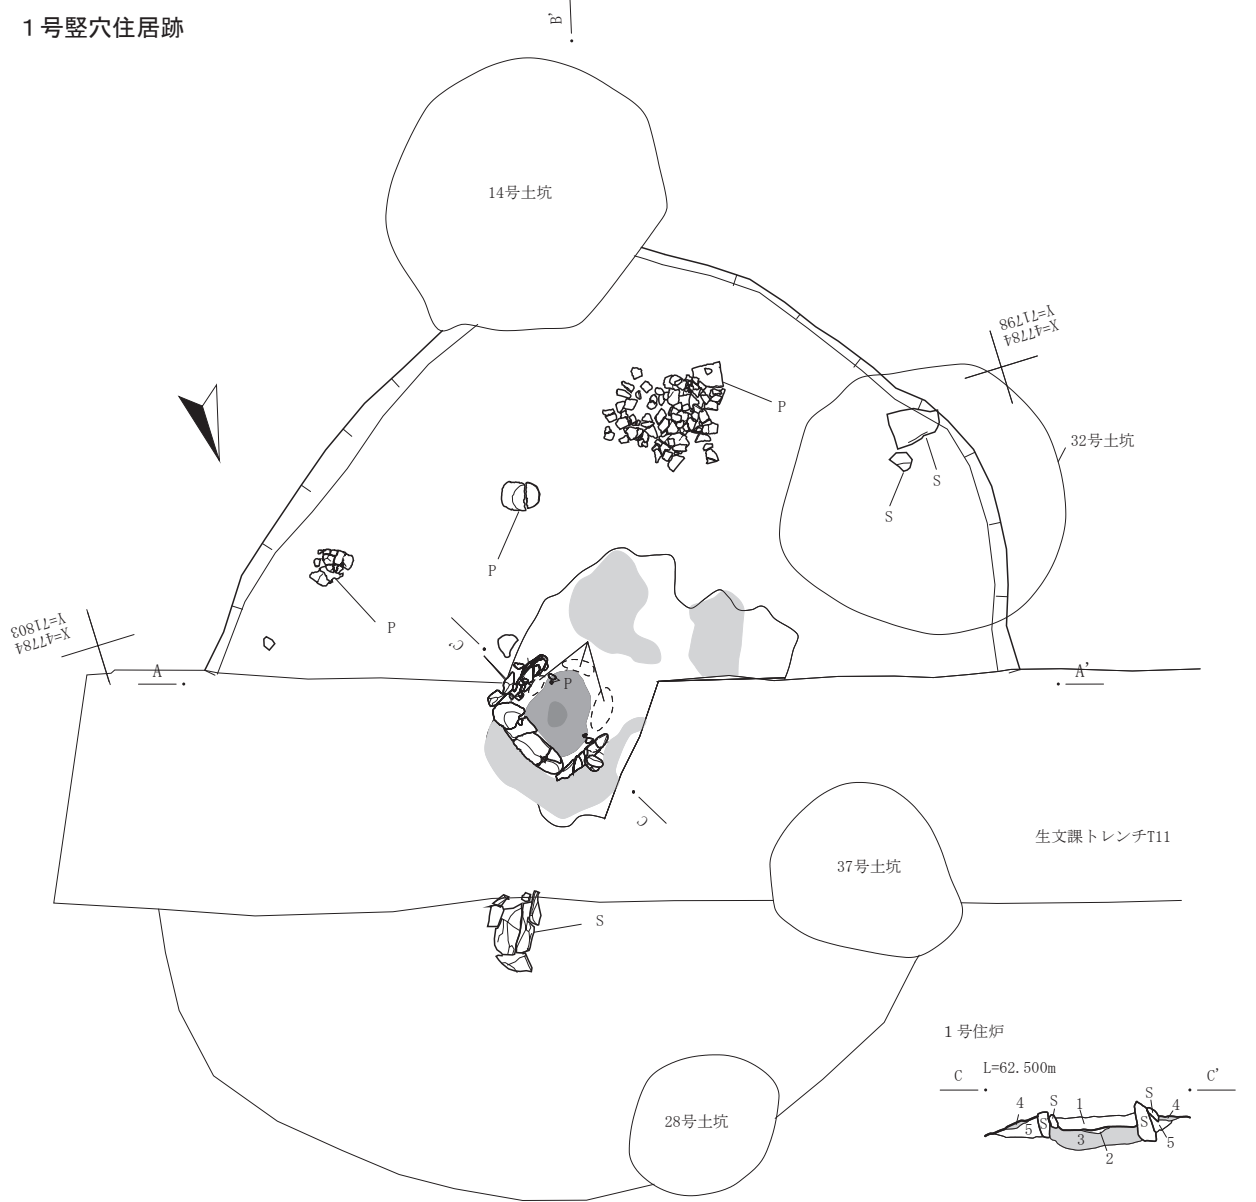 1号竪穴住居跡
B'
14号土坑
X=47784
Y=71798
P
32号土坑
S
S
P
P
X=47784
Y=71803
C'
A
A'
P
C
37号土坑
生文課トレンチT11
S
1号住炉
C
L=62.500m
C'
4
S
1
S
4
5
S
3
S
5
2
28号土坑